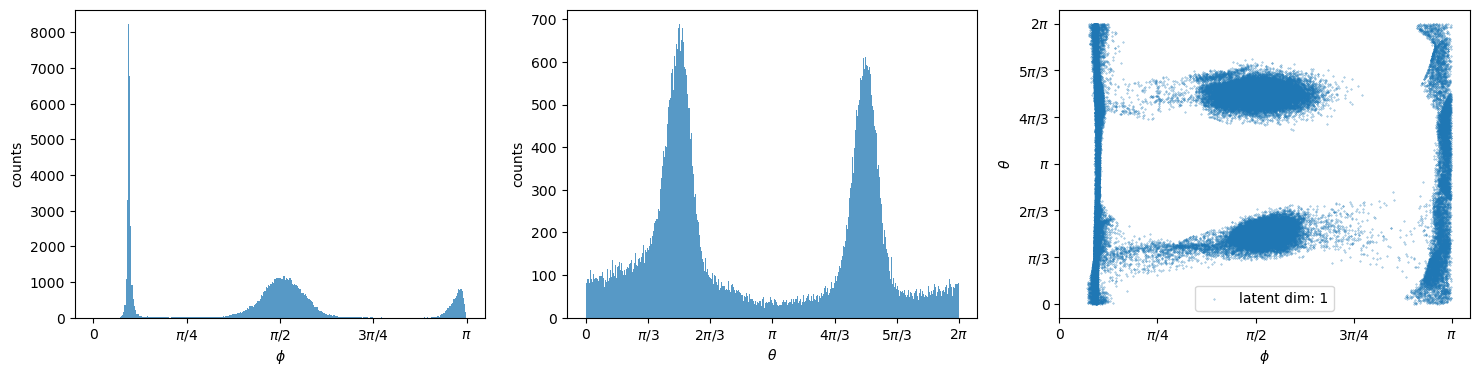 counts
8000
7000
6000
5000
4000
3000
2000
1000
0
0 π/4 π/2 3π/4 π
ϕ
counts
700
600
500
400
300
200
100
0
0 π/3 2π/3 π 4π/3 5π/3 2π
θ
θ
2π
5π/3
4π/3
π
2π/3
π/3
0
latent dim: 1
0 π/4 π/2 3π/4 π
ϕ